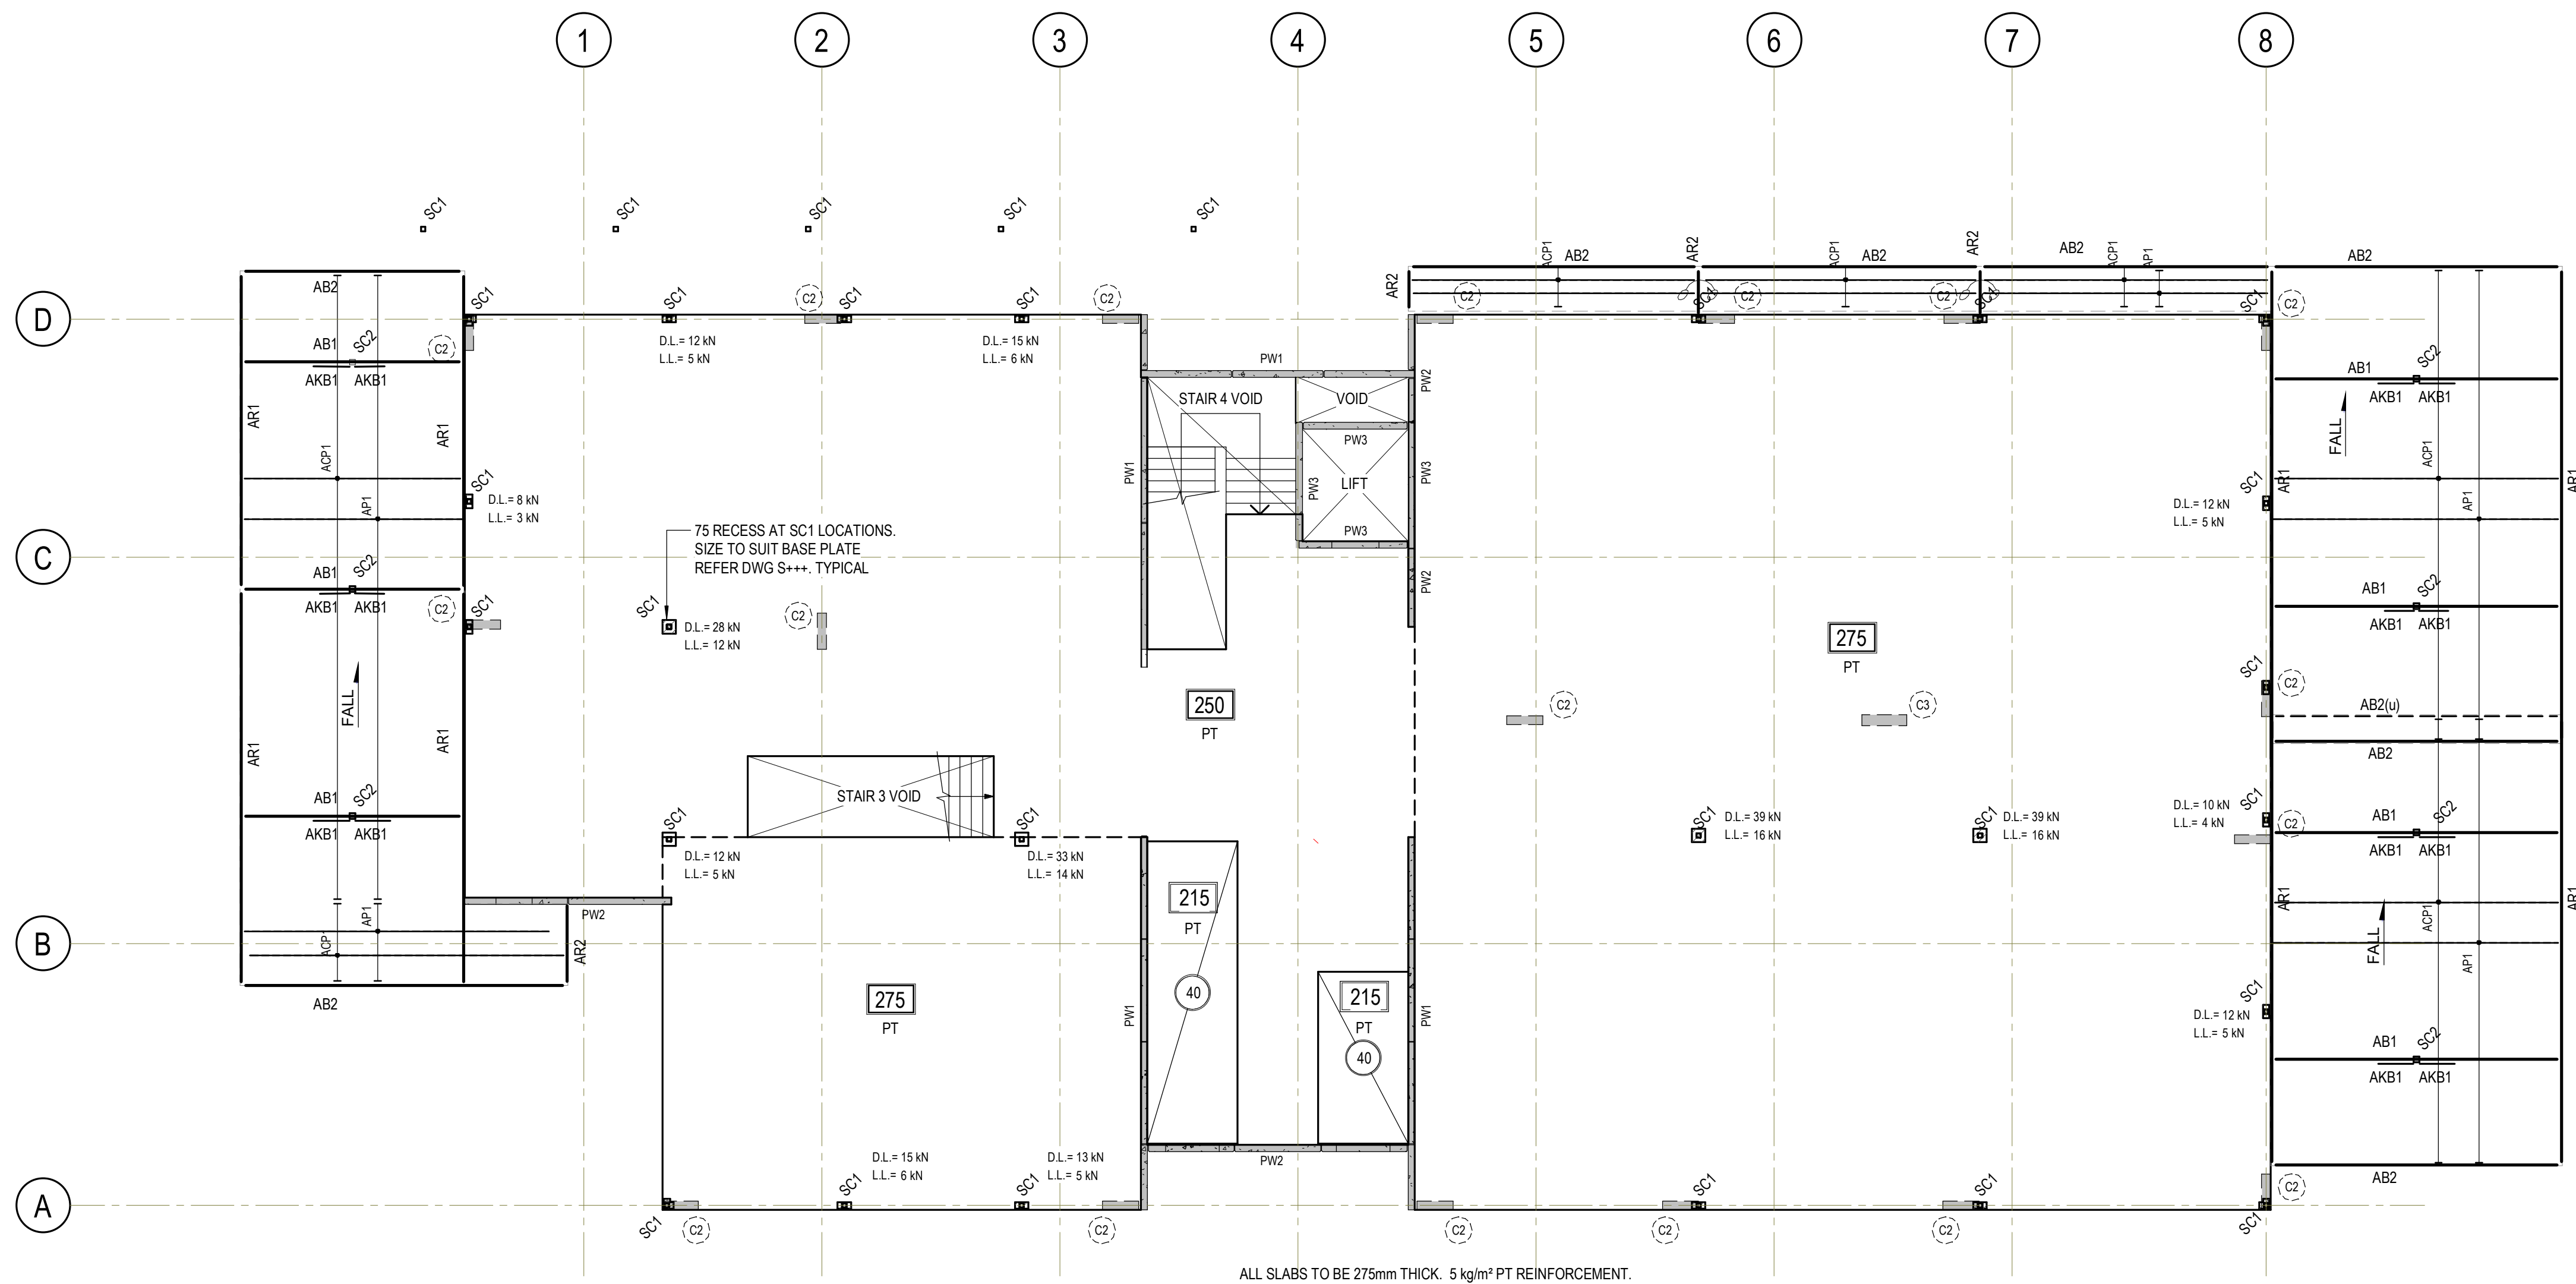 1 2 3 4 5 6 7 8
SC1 SC1 SC1 SC1 SC1
AB2 AR2 AB2 AR2 AB2 AB2
ACP1 ACP1 ACP1 AP1
AR2
AB2
D
SC1 SC1 C2 SC1 SC1 C2 C2 SC1 C2 C2 SC1 SC1 C2
D.L.= 12 kN
L.L.= 5 kN
D.L.= 15 kN
L.L.= 6 kN
AB1 SC2 C2
AKB1 AKB1
PW1 PW2
AB1 SC2
AKB1 AKB1
STAIR 4 VOID
VOID
AR1 AR1
FALL
PW3
ACP1
SC1
D.L.= 8 kN
L.L.= 3 kN
AP1
PW1 PW3 LIFT PW3
PW3
SC1
D.L.= 12 kN
L.L.= 5 kN
AR1 ACP1 AP1 AR1
75 RECESS AT SC1 LOCATIONS.
SIZE TO SUIT BASE PLATE
REFER DWG S+++. TYPICAL
C
AB1 SC2
AKB1 AKB1
C2 SC1
SC1
D.L.= 28 kN
L.L.= 12 kN
C2
PW2
AB1 SC2
AKB1 AKB1
275
PT
SC1 C2
FALL
AR1 AR1
250
PT
C2 C3
AB2(u)
AB2
STAIR 3 VOID
AB1 SC2
AKB1 AKB1
SC1
D.L.= 12 kN
L.L.= 5 kN
SC1
D.L.= 33 kN
L.L.= 14 kN
SC1
D.L.= 39 kN
L.L.= 16 kN
SC1
D.L.= 39 kN
L.L.= 16 kN
D.L.= 10 kN
L.L.= 4 kN
SC1
C2
AB1 SC2
AKB1 AKB1
215
PT
PW2
AP1
ACP1
AR2
B
AR1
FALL
ACP1
AP1
AR1
AB2
275
PT
40
215
PT
40
PW1 PW1
SC1
D.L.= 12 kN
L.L.= 5 kN
AB1 SC2
AKB1 AKB1
D.L.= 15 kN
L.L.= 6 kN
D.L.= 13 kN
L.L.= 5 kN
PW2
AB2
A
SC1 SC1 SC1 SC1 C2
SC1 C2 C2 C2 C2 C2 SC1
ALL SLABS TO BE 275mm THICK. 5 kg/m² PT REINFORCEMENT.